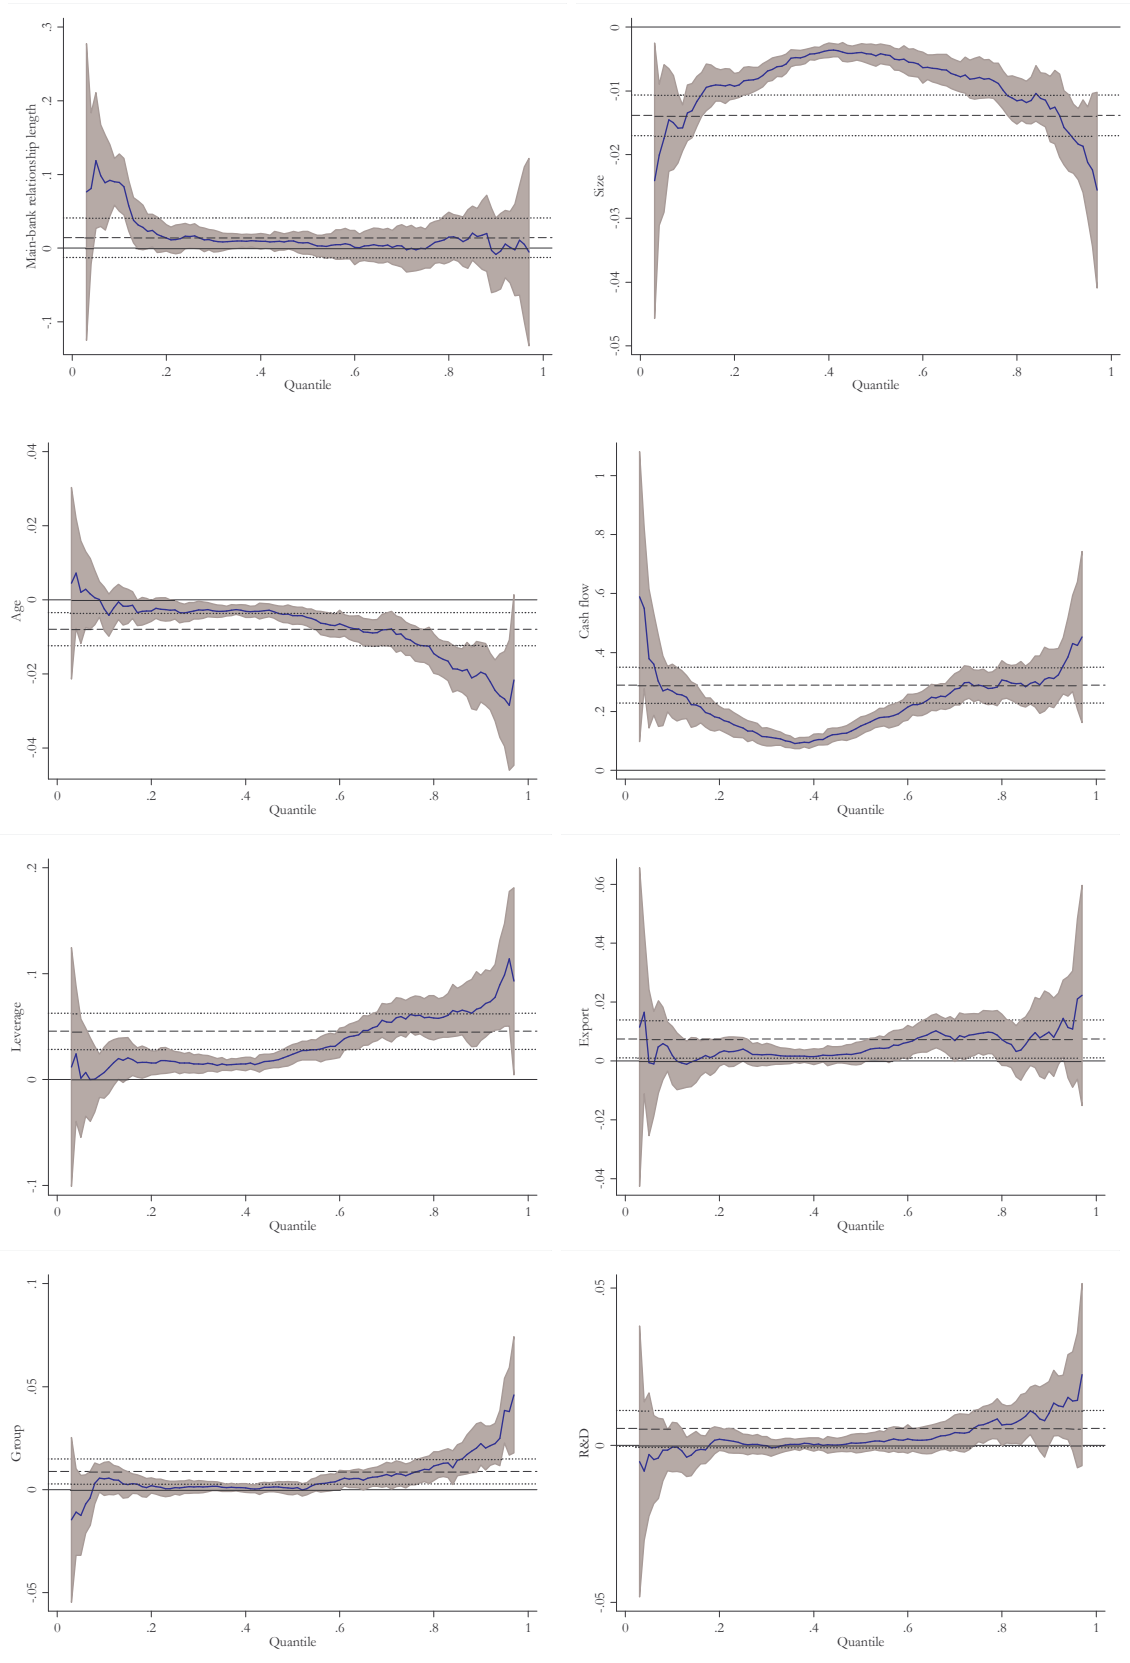 Main-bank relationship length
.3
.2
.1
0
-.1
0 .2 .4 .6 .8 1
Quantile
Size
0
-.01
-.02
-.03
-.04
-.05
0 .2 .4 .6 .8 1
Quantile
Age
.04
.02
0
-.02
-.04
0 .2 .4 .6 .8 1
Quantile
Cash flow
1
.8
.6
.4
.2
0
0 .2 .4 .6 .8 1
Quantile
Leverage
.2
.1
0
-.1
0 .2 .4 .6 .8 1
Quantile
Export
.06
.04
.02
0
-.02
-.04
0 .2 .4 .6 .8 1
Quantile
Group
.1
.05
0
-.05
0 .2 .4 .6 .8 1
Quantile
R&D
.05
0
-.05
0 .2 .4 .6 .8 1
Quantile